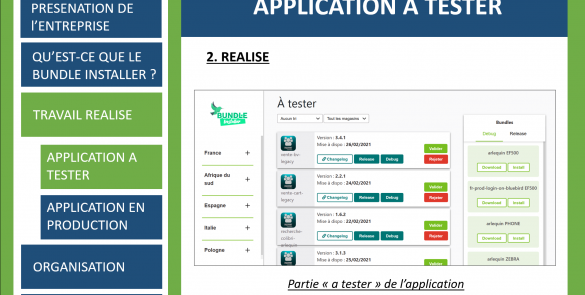 PRESENATION DE
l'ENTREPRISE
QU'EST-CE QUE LE
BUNDLE INSTALLER ?
TRAVAIL REALISE
APPLICATION A
TESTER
APPLICATION EN
PRODUCTION
ORGANISATION
APPLICATION A TESTER
2. REALISE
BUNDLE
Installer
France +
Afrique du
sud +
Espagne +
Italie +
Pologne +
À tester
Aucun tri
Tout les magasins
vente-ios-
legacy
Version : 3.4.1
Mise à dispo : 26/02/2021
Changelog Release Debug
Valider
Rejeter
vente-cart-
legacy
Version : 2.2.1
Mise à dispo : 24/02/2021
Changelog Release Debug
Valider
Rejeter
recherche-
colibri-
arlequin
Version : 1.6.2
Mise à dispo : 22/02/2021
Changelog Release Debug
Valider
Rejeter
Version : 3.1.3
Mise à dispo : 25/02/2021
Valider
Bundles
Debug Release
arlequin EF500
Download Install
fr-prod-login-on-bluebird EF500
Download Install
arlequin PHONE
Download Install
arlequin ZEBRA
Partie « a tester » de l'application